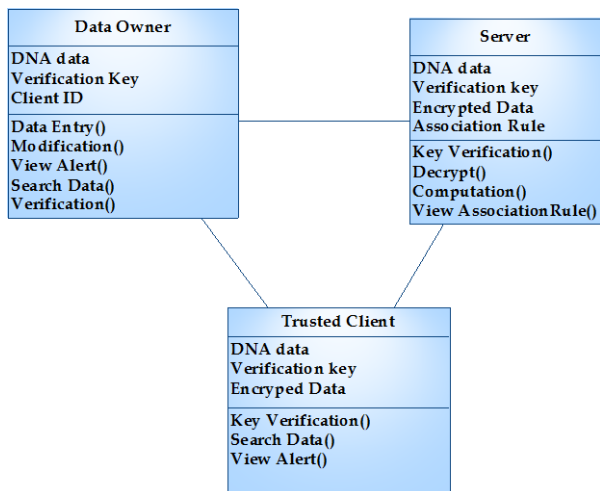 Data Owner
DNA data
Verification Key
Client ID
Data Entry()
Modification()
View Alert()
Search Data()
Verification()
Server
DNA data
Verification key
Encrypted Data
Association Rule
Key Verification()
Decrypt()
Computation()
View AssociationRule()
Trusted Client
DNA data
Verification key
Encryped Data
Key Verification()
Search Data()
View Alert()